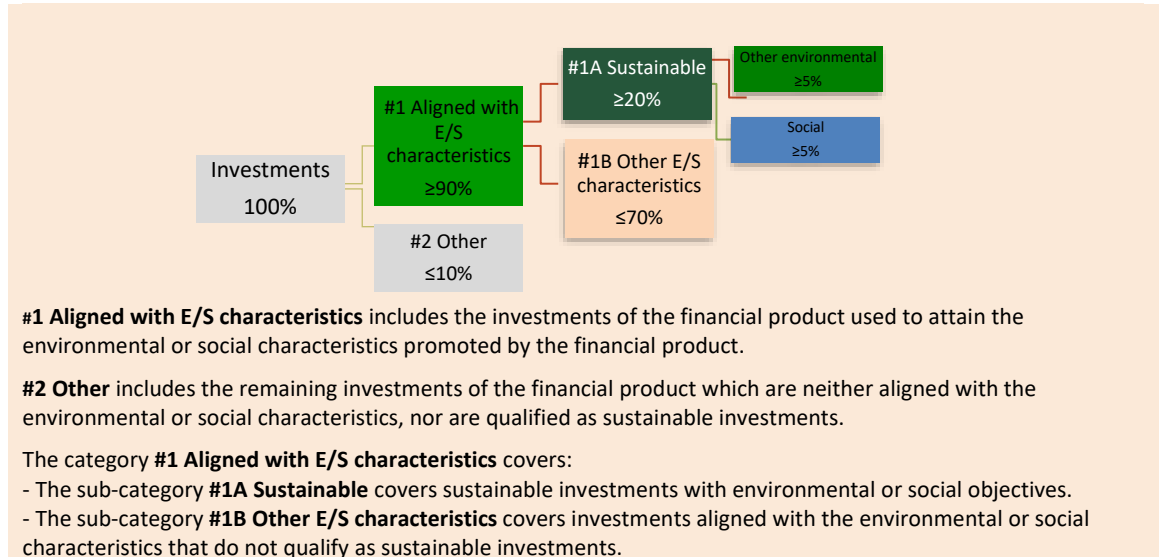 Investments
100%
#1 Aligned with
E/S
characteristics
≥90%
#2 Other
≤10%
#1A Sustainable
≥20%
#1B Other E/S
characteristics
≤70%
Other environmental
≥5%
Social
≥5%
#1 Aligned with E/S characteristics includes the investments of the financial product used to attain the
environmental or social characteristics promoted by the financial product.
#2 Other includes the remaining investments of the financial product which are neither aligned with the
environmental or social characteristics, nor are qualified as sustainable investments.
The category #1 Aligned with E/S characteristics covers:
- The sub-category #1A Sustainable covers sustainable investments with environmental or social objectives.
- The sub-category #1B Other E/S characteristics covers investments aligned with the environmental or social
characteristics that do not qualify as sustainable investments.